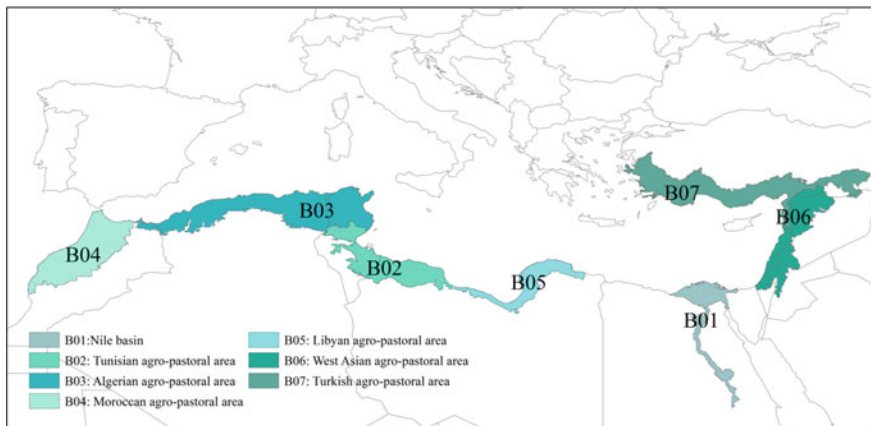 B07
B03
B06
B04
B02
B05
B01
B01:Nile basin
B02: Tunisian agro-pastoral area
B03: Algerian agro-pastoral area
B04: Moroccan agro-pastoral area
B05: Libyan agro-pastoral area
B06: West Asian agro-pastoral area
B07: Turkish agro-pastoral area